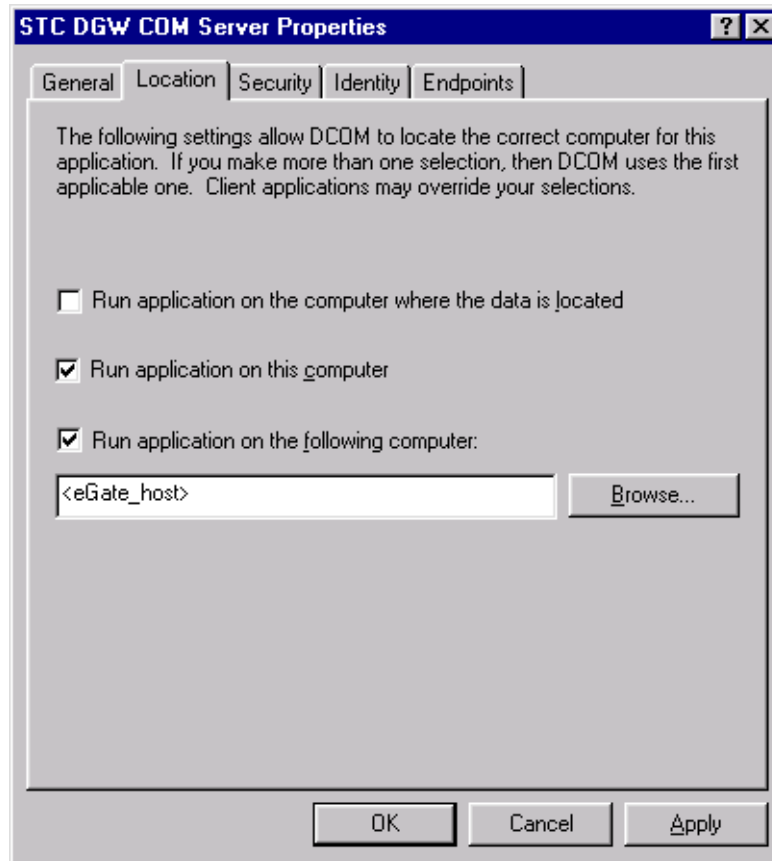 STC DGW COM Server Properties
General Location Security Identity Endpoints
The following settings allow DCOM to locate the correct computer for this
application. If you make more than one selection, then DCOM uses the first
applicable one. Client applications may override your selections.
Run application on the computer where the data is located
Run application on this computer
Run application on the following computer:
<eGate_host> Browse...
OK Cancel Apply